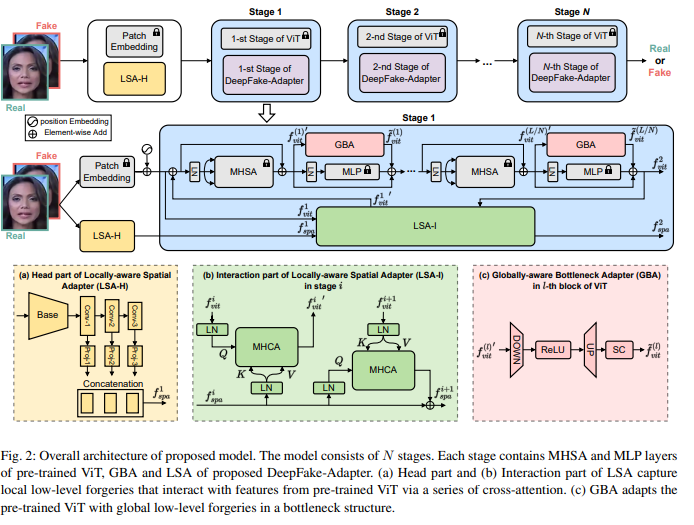 Fake
Real
Patch
Embedding
LSA-H
Stage 1
1-st Stage of ViT
1-st Stage of
DeepFake-Adapter
Stage 2
2-nd Stage of ViT
2-nd Stage of
DeepFake-Adapter
...
Stage N
N-th Stage of ViT
N-th Stage of
DeepFake-Adapter
Real
or
Fake
position Embedding
Element-wise Add
Stage 1
Fake
Real
Patch
Embedding
LSA-H
LN
MHSA
f_{vit}^{(1)'}
GBA
f̃_{vit}^{(1)}
LN
MLP
...
LN
MHSA
f_{vit}^{(L/N)'}
GBA
f̃_{vit}^{(L/N)}
LN
MLP
f_{vit}^{2}
f_{vit}^{1}
f_{vit}^{1}'
f_{spa}^{1}
LSA-I
f_{spa}^{2}
(a) Head part of Locally-aware Spatial
Adapter (LSA-H)
Base
Conv-1
Conv-2
Conv-3
Proj-1
Proj-2
Proj-3
Concatenation
f_{spa}^{1}
(b) Interaction part of Locally-aware Spatial Adapter (LSA-I)
in stage i
f_{vit}^{i}
f_{vit}^{i}'
f_{vit}^{i+1}
LN
Q
MHCA
K
V
LN
f_{spa}^{i}
LN
K
V
Q
MHCA
LN
f_{spa}^{i+1}
(c) Globally-aware Bottleneck Adapter (GBA)
in l-th block of ViT
f_{vit}^{(l)'}
DOWN
ReLU
UP
SC
f̃_{vit}^{(l)}
Fig. 2: Overall architecture of proposed model. The model consists of N stages. Each stage contains MHSA and MLP layers
of pre-trained ViT, GBA and LSA of proposed DeepFake-Adapter. (a) Head part and (b) Interaction part of LSA capture
local low-level forgeries that interact with features from pre-trained ViT via a series of cross-attention. (c) GBA adapts the
pre-trained ViT with global low-level forgeries in a bottleneck structure.